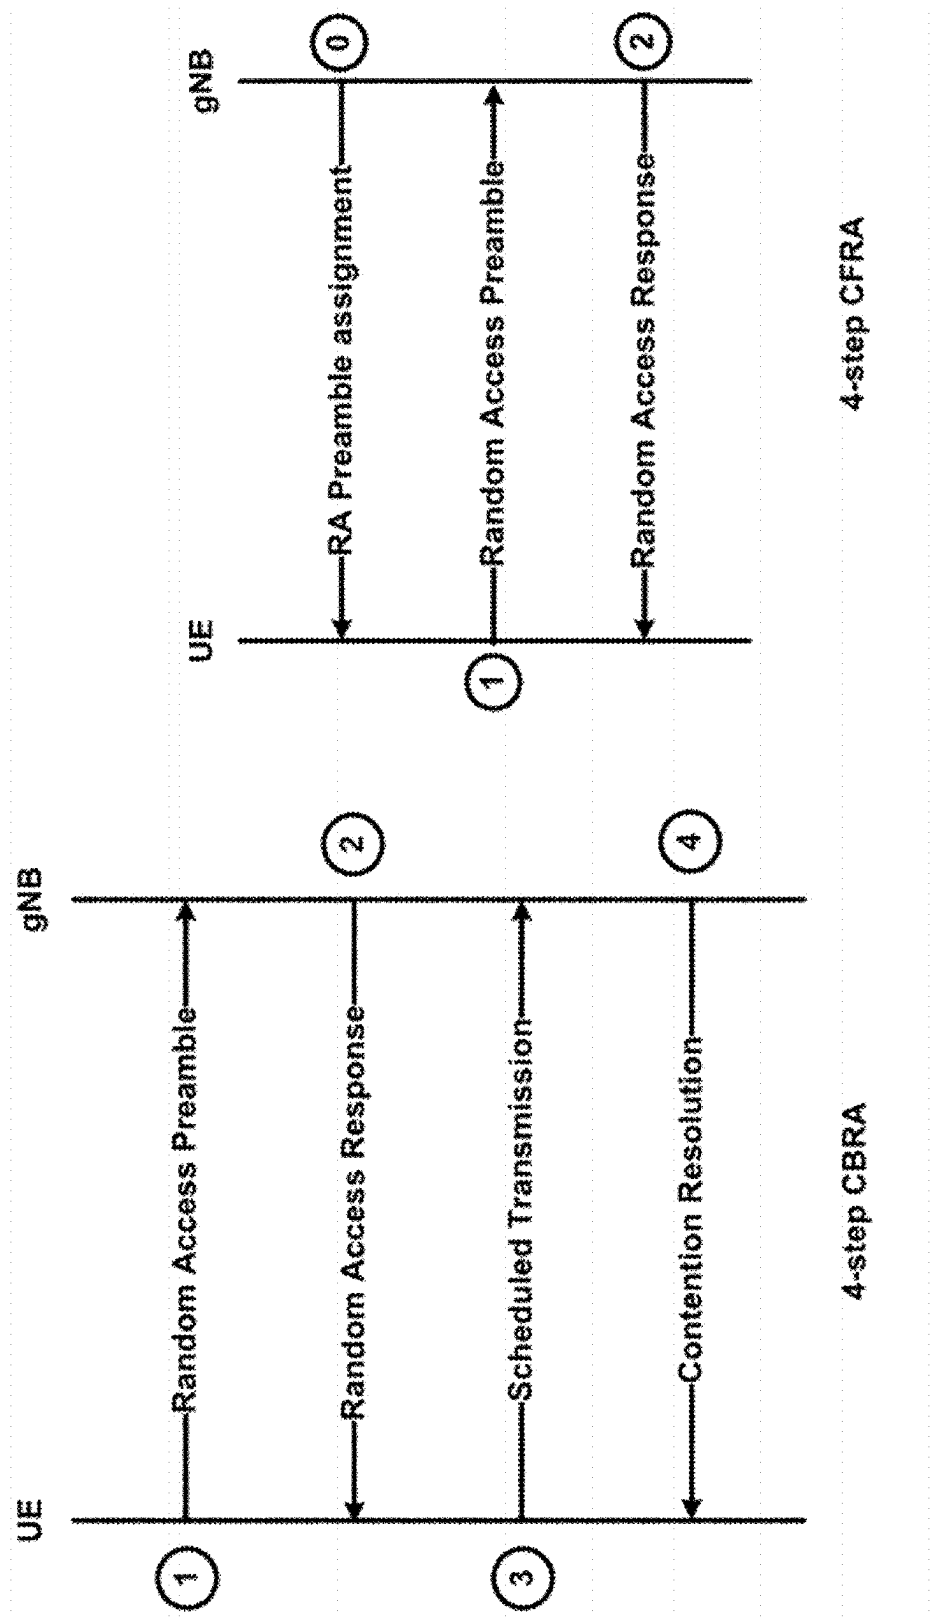 UE
gNB
1
Random Access Preamble
Random Access Response
2
3
Scheduled Transmission
Contention Resolution
4
4-step CBRA
UE
gNB
RA Preamble assignment
0
1
Random Access Preamble
Random Access Response
2
4-step CFRA